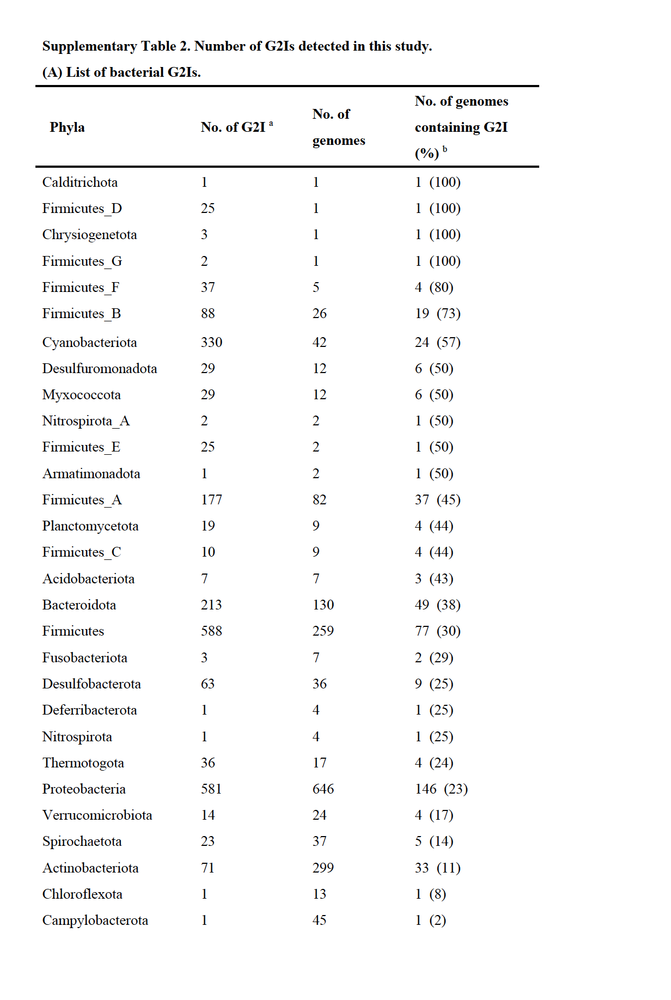 Supplementary Table 2. Number of G2Is detected in this study.
(A) List of bacterial G2Is.
Phyla No. of G2I a No. of genomes No. of genomes containing G2I (%) b
Calditrichota 1 1 1 (100)
Firmicutes_D 25 1 1 (100)
Chrysiogenetota 3 1 1 (100)
Firmicutes_G 2 1 1 (100)
Firmicutes_F 37 5 4 (80)
Firmicutes_B 88 26 19 (73)
Cyanobacteriota 330 42 24 (57)
Desulfuromonadota 29 12 6 (50)
Myxococcota 29 12 6 (50)
Nitrospirota_A 2 2 1 (50)
Firmicutes_E 25 2 1 (50)
Armatimonadota 1 2 1 (50)
Firmicutes_A 177 82 37 (45)
Planctomycetota 19 9 4 (44)
Firmicutes_C 10 9 4 (44)
Acidobacteriota 7 7 3 (43)
Bacteroidota 213 130 49 (38)
Firmicutes 588 259 77 (30)
Fusobacteriota 3 7 2 (29)
Desulfobacterota 63 36 9 (25)
Deferribacterota 1 4 1 (25)
Nitrospirota 1 4 1 (25)
Thermotogota 36 17 4 (24)
Proteobacteria 581 646 146 (23)
Verrucomicrobiota 14 24 4 (17)
Spirochaetota 23 37 5 (14)
Actinobacteriota 71 299 33 (11)
Chloroflexota 1 13 1 (8)
Campylobacterota 1 45 1 (2)